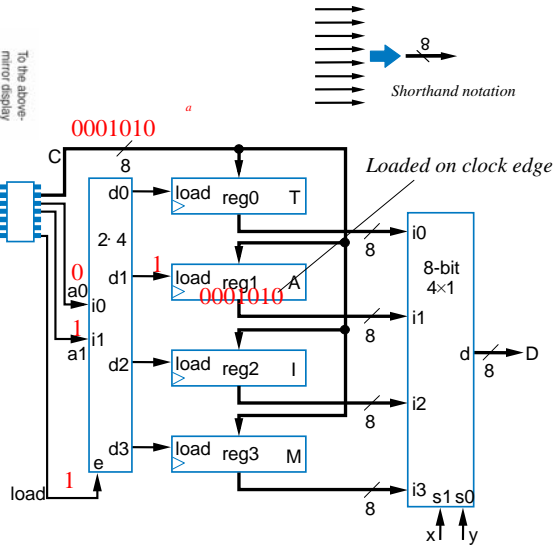 8
Shorthand notation
To the above-
mirror display
a
0001010
C
8
Loaded on clock edge
d0
load
reg0
T
2· 4
8
i0
8-bit
4×1
0
a0
i0
d1
1
load
reg1
A
0001010
8
i1
1
i1
a1
d2
load
reg2
I
d
8
D
8
i2
d3
load
reg3
M
e
1
load
8
i3
s1 s0
x
y